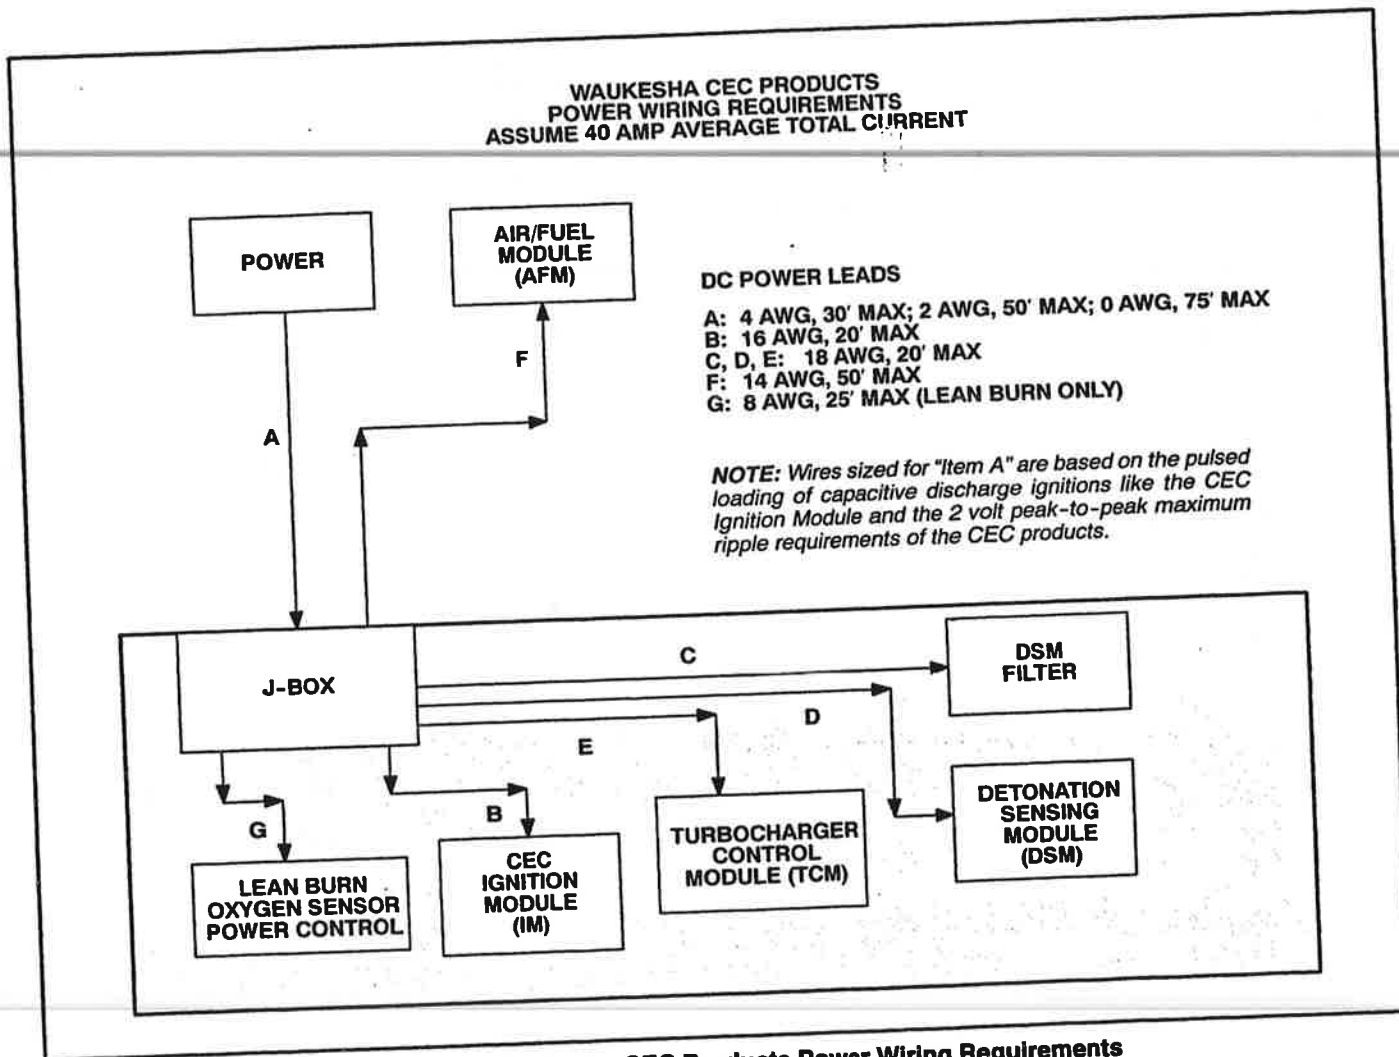 WAUKESHA CEC PRODUCTS
POWER WIRING REQUIREMENTS
ASSUME 40 AMP AVERAGE TOTAL CURRENT
POWER
AIR/FUEL
MODULE
(AFM)
DC POWER LEADS
A: 4 AWG, 30' MAX; 2 AWG, 50' MAX; 0 AWG, 75' MAX
B: 16 AWG, 20' MAX
C, D, E: 18 AWG, 20' MAX
F: 14 AWG, 50' MAX
G: 8 AWG, 25' MAX (LEAN BURN ONLY)
F
A
NOTE: Wires sized for "Item A" are based on the pulsed
loading of capacitive discharge ignitions like the CEC
Ignition Module and the 2 volt peak-to-peak maximum
ripple requirements of the CEC products.
J-BOX
C
DSM
FILTER
D
E
G
B
DETONATION
SENSING
MODULE
(DSM)
TURBOCHARGER
CONTROL
MODULE (TCM)
CEC
IGNITION
MODULE
(IM)
LEAN BURN
OXYGEN SENSOR
POWER CONTROL
CEC Products Power Wiring Requirements